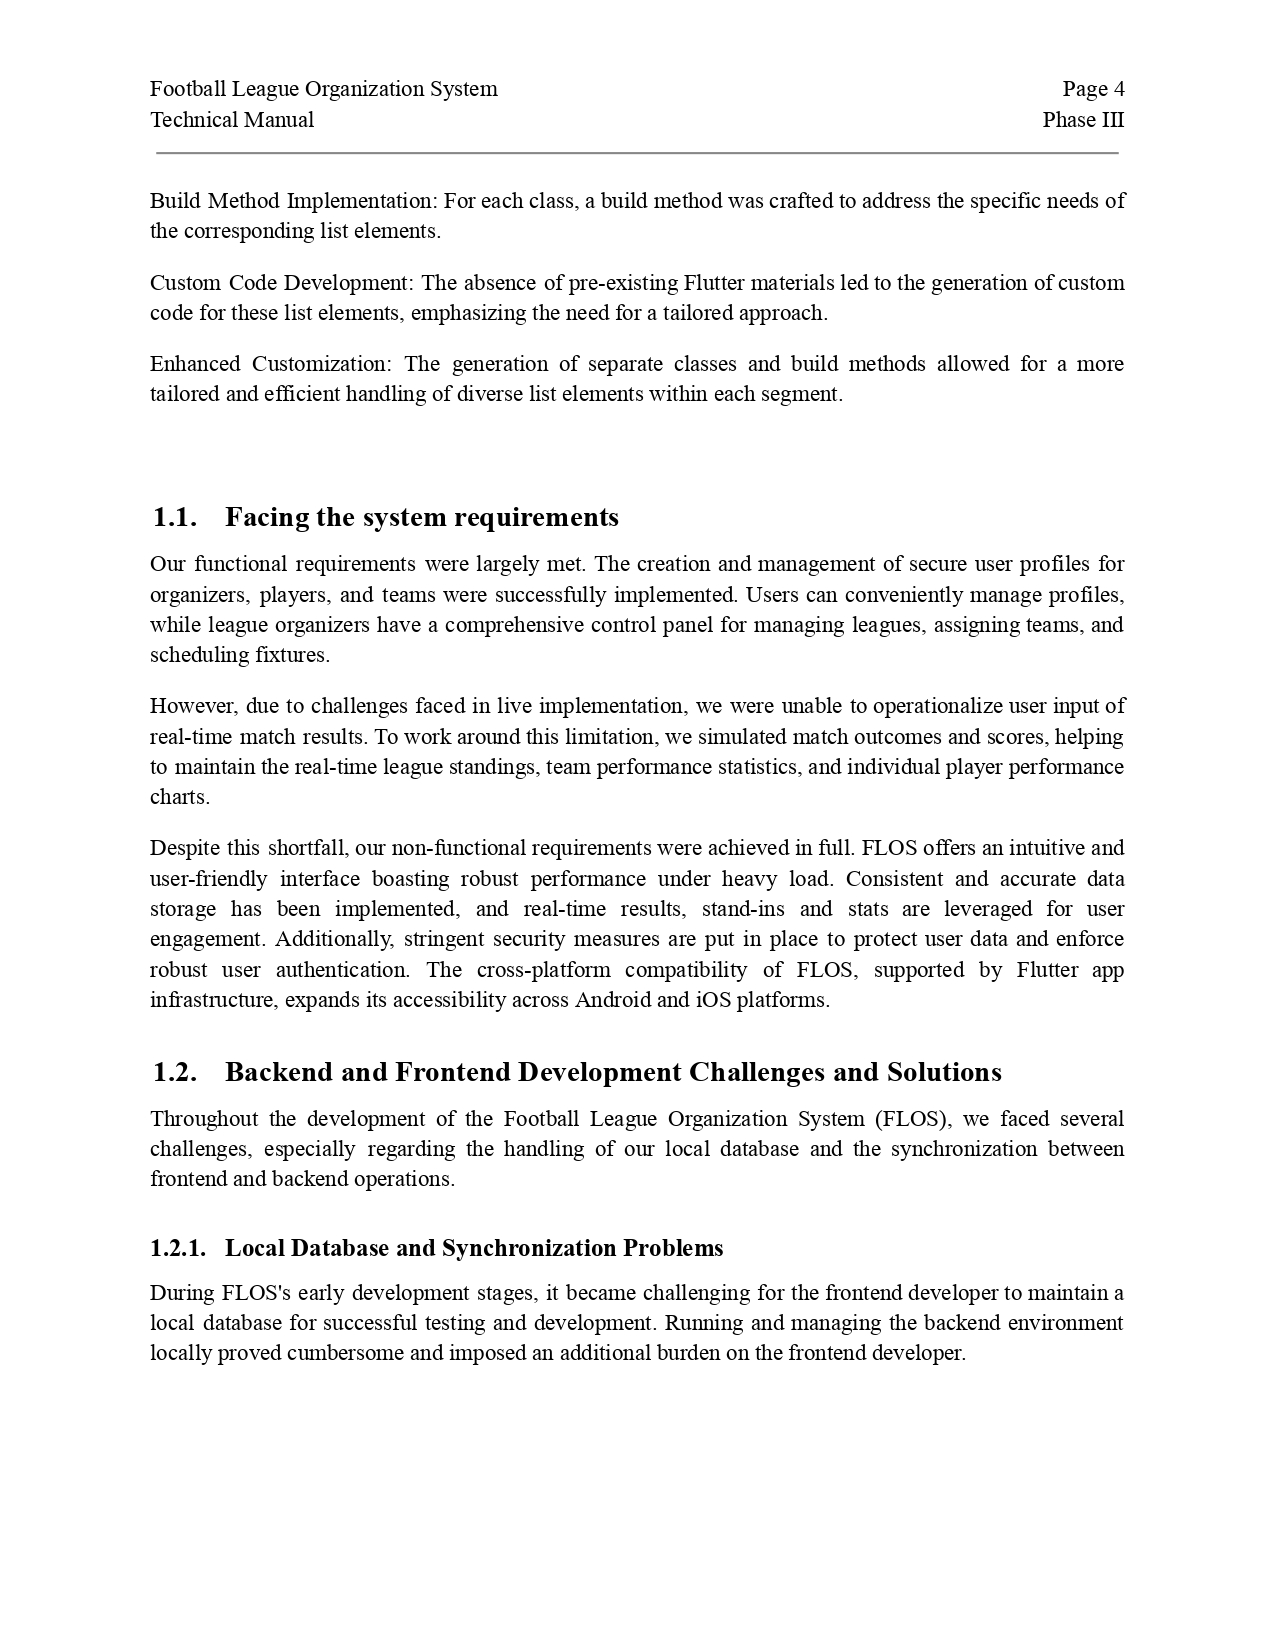 Football League Organization System Page 4
Technical Manual Phase III
Build Method Implementation: For each class, a build method was crafted to address the specific needs of
the corresponding list elements.
Custom Code Development: The absence of pre-existing Flutter materials led to the generation of custom
code for these list elements, emphasizing the need for a tailored approach.
Enhanced Customization: The generation of separate classes and build methods allowed for a more
tailored and efficient handling of diverse list elements within each segment.
1.1. Facing the system requirements
Our functional requirements were largely met. The creation and management of secure user profiles for
organizers, players, and teams were successfully implemented. Users can conveniently manage profiles,
while league organizers have a comprehensive control panel for managing leagues, assigning teams, and
scheduling fixtures.
However, due to challenges faced in live implementation, we were unable to operationalize user input of
real-time match results. To work around this limitation, we simulated match outcomes and scores, helping
to maintain the real-time league standings, team performance statistics, and individual player performance
charts.
Despite this shortfall, our non-functional requirements were achieved in full. FLOS offers an intuitive and
user-friendly interface boasting robust performance under heavy load. Consistent and accurate data
storage has been implemented, and real-time results, stand-ins and stats are leveraged for user
engagement. Additionally, stringent security measures are put in place to protect user data and enforce
robust user authentication. The cross-platform compatibility of FLOS, supported by Flutter app
infrastructure, expands its accessibility across Android and iOS platforms.
1.2. Backend and Frontend Development Challenges and Solutions
Throughout the development of the Football League Organization System (FLOS), we faced several
challenges, especially regarding the handling of our local database and the synchronization between
frontend and backend operations.
1.2.1. Local Database and Synchronization Problems
During FLOS's early development stages, it became challenging for the frontend developer to maintain a
local database for successful testing and development. Running and managing the backend environment
locally proved cumbersome and imposed an additional burden on the frontend developer.